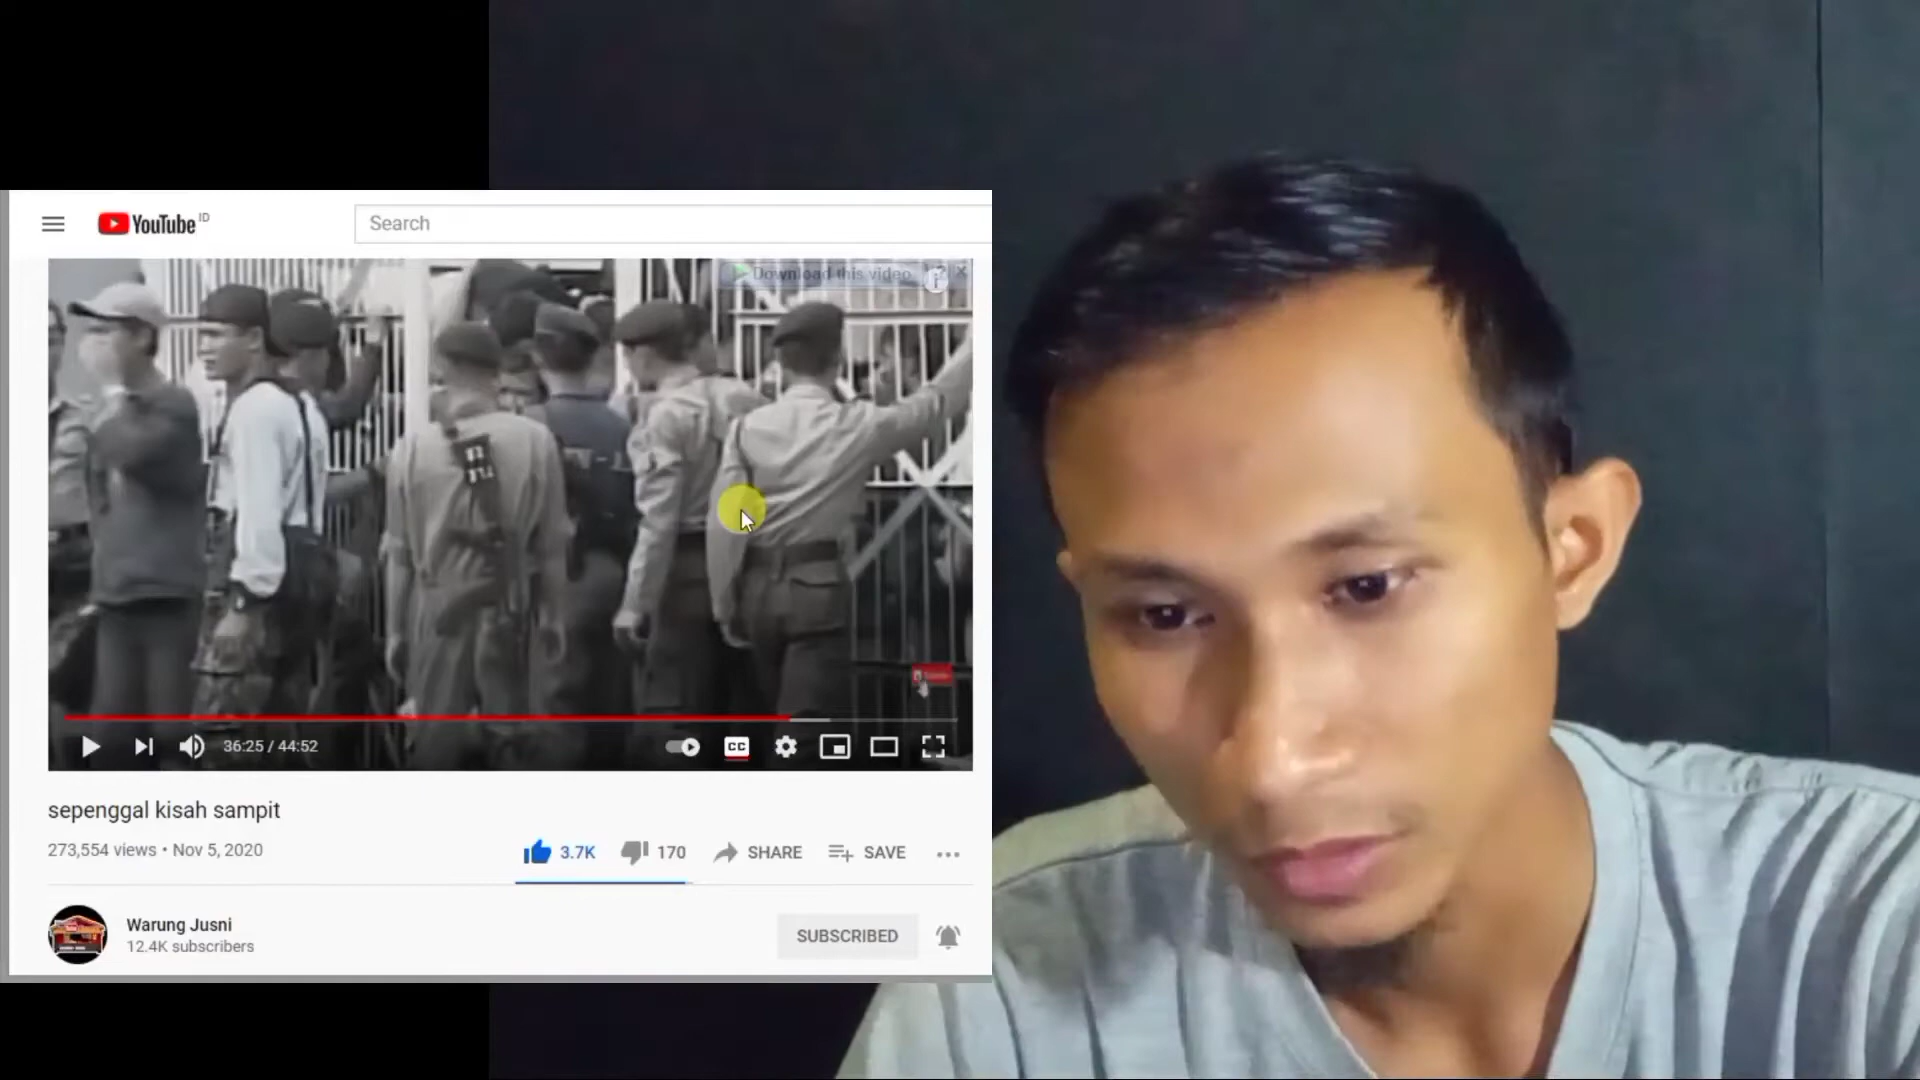 YouTube ID
Search
Download this video
36:25 / 44:52
CC
sepenggal kisah sampit
273,554 views • Nov 5, 2020
3.7K
170
SHARE
SAVE
Warung Jusni
12.4K subscribers
SUBSCRIBED